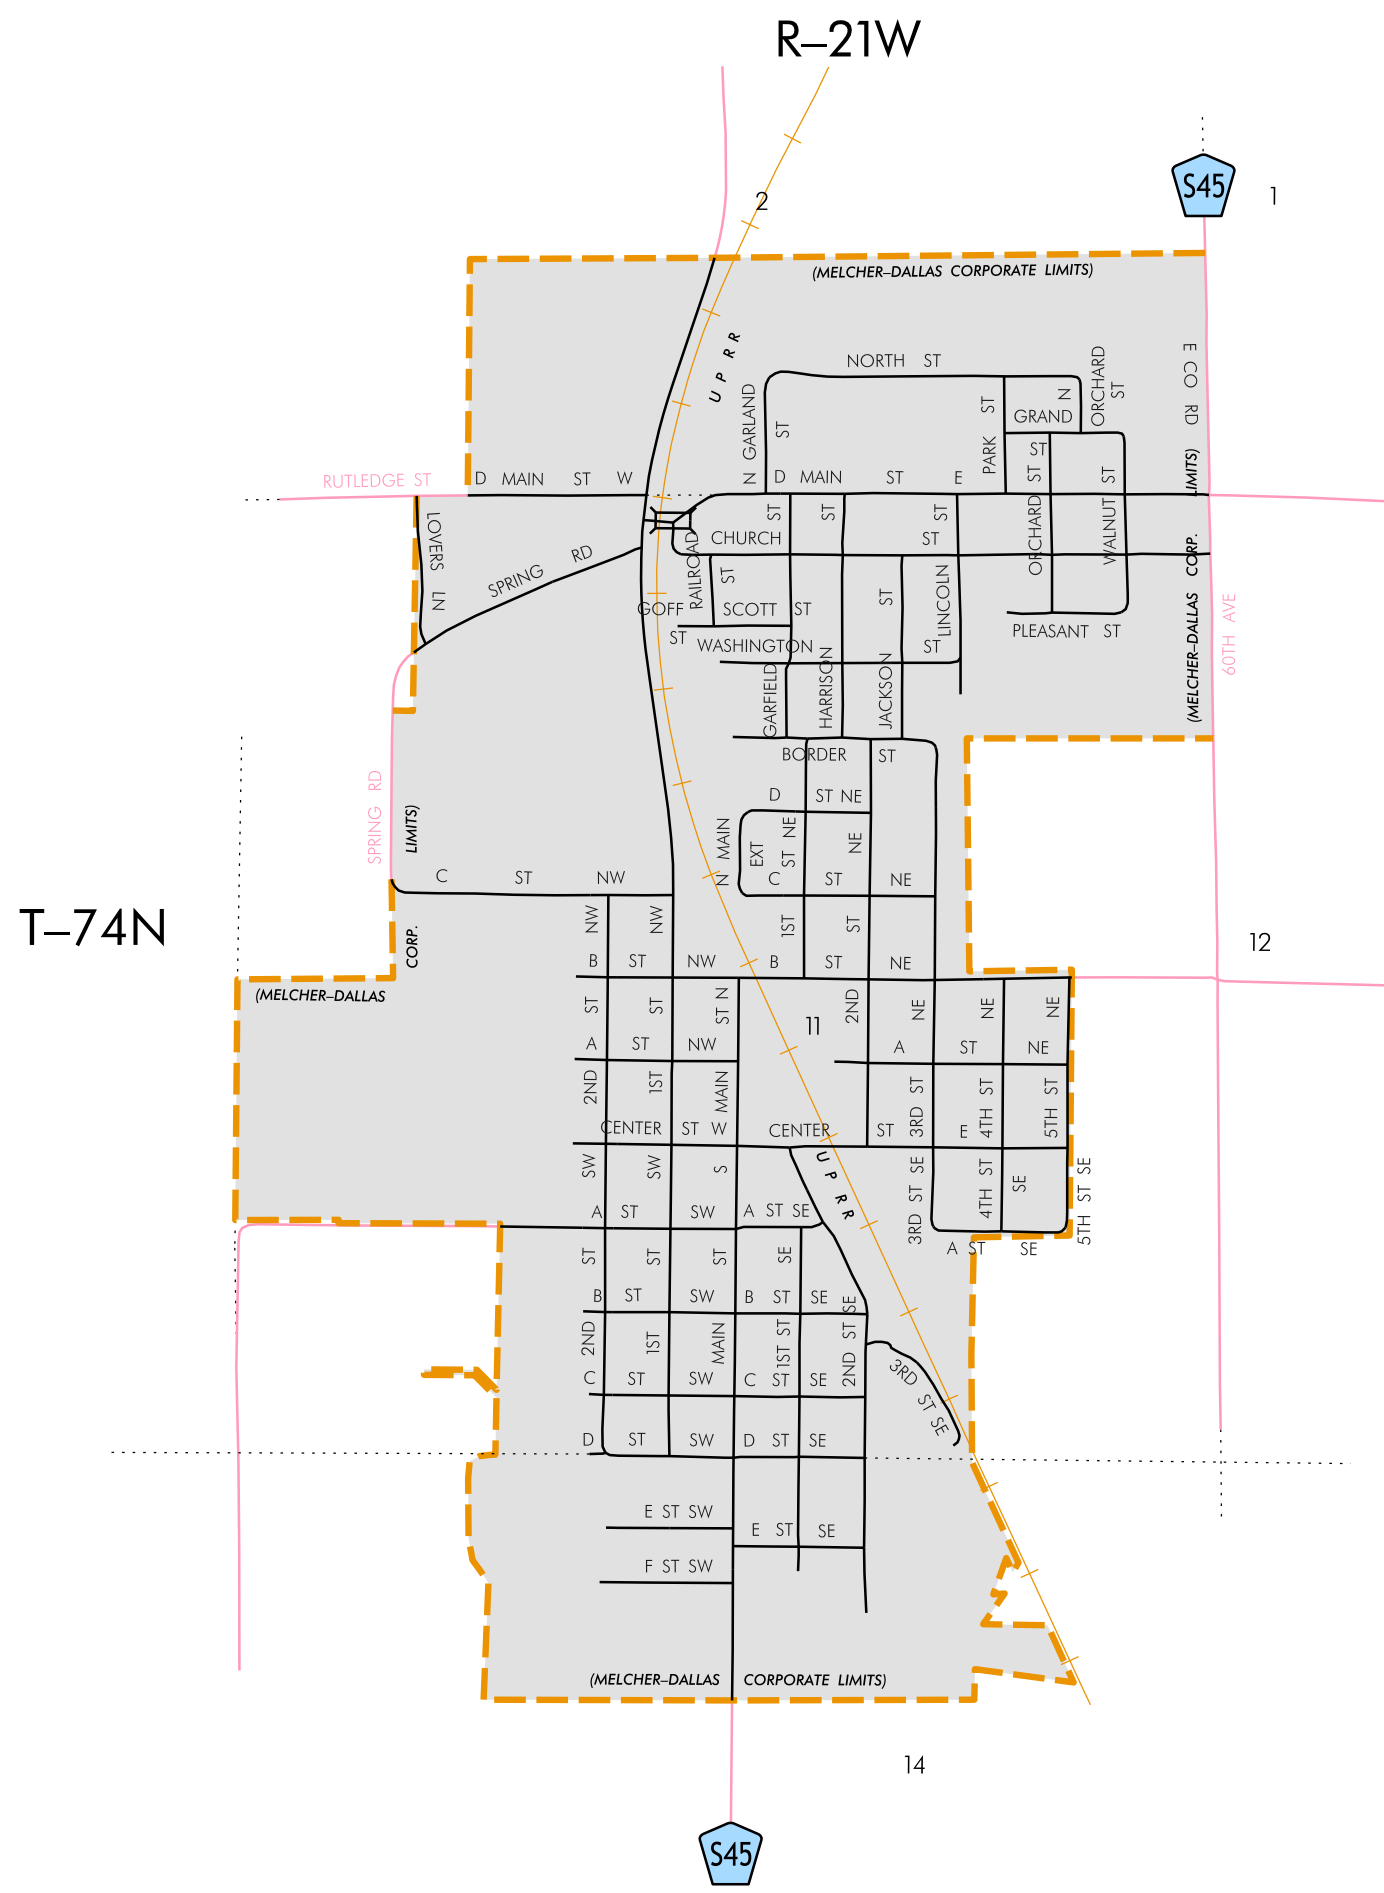 R–21W
S45
1
2
(MELCHER–DALLAS CORPORATE LIMITS)
U P R R
NORTH ST
N GARLAND ST
PARK ST
N ORCHARD ST
GRAND ST
E CO RD
RUTLEDGE ST
D MAIN ST W
D MAIN ST E
LOVERS LN
SPRING RD
CHURCH ST
RAILROAD ST
ORCHARD ST
WALNUT ST
GOFF ST
SCOTT ST
WASHINGTON ST
LINCOLN ST
PLEASANT ST
GARFIELD ST
HARRISON ST
JACKSON ST
(MELCHER–DALLAS CORP. LIMITS)
60TH AVE
BORDER ST
SPRING RD
D ST NE
N MAIN EXT
1ST ST NE
2ND ST NE
C ST NW
C ST NE
T–74N
(MELCHER–DALLAS CORP. LIMITS)
12
B ST NW
B ST NE
2ND ST NW
1ST ST NW
MAIN ST N
11
3RD ST NE
4TH ST NE
5TH ST NE
A ST NW
A ST NE
CENTER ST W
CENTER ST E
U P R R
A ST SW
A ST SE
3RD ST SE
4TH ST SE
5TH ST SE
A ST SE
2ND ST SW
1ST ST SW
MAIN ST S
B ST SW
B ST SE
1ST ST SE
2ND ST SE
3RD ST SE
C ST SW
C ST SE
D ST SW
D ST SE
E ST SW
E ST SE
F ST SW
(MELCHER–DALLAS CORPORATE LIMITS)
14
S45